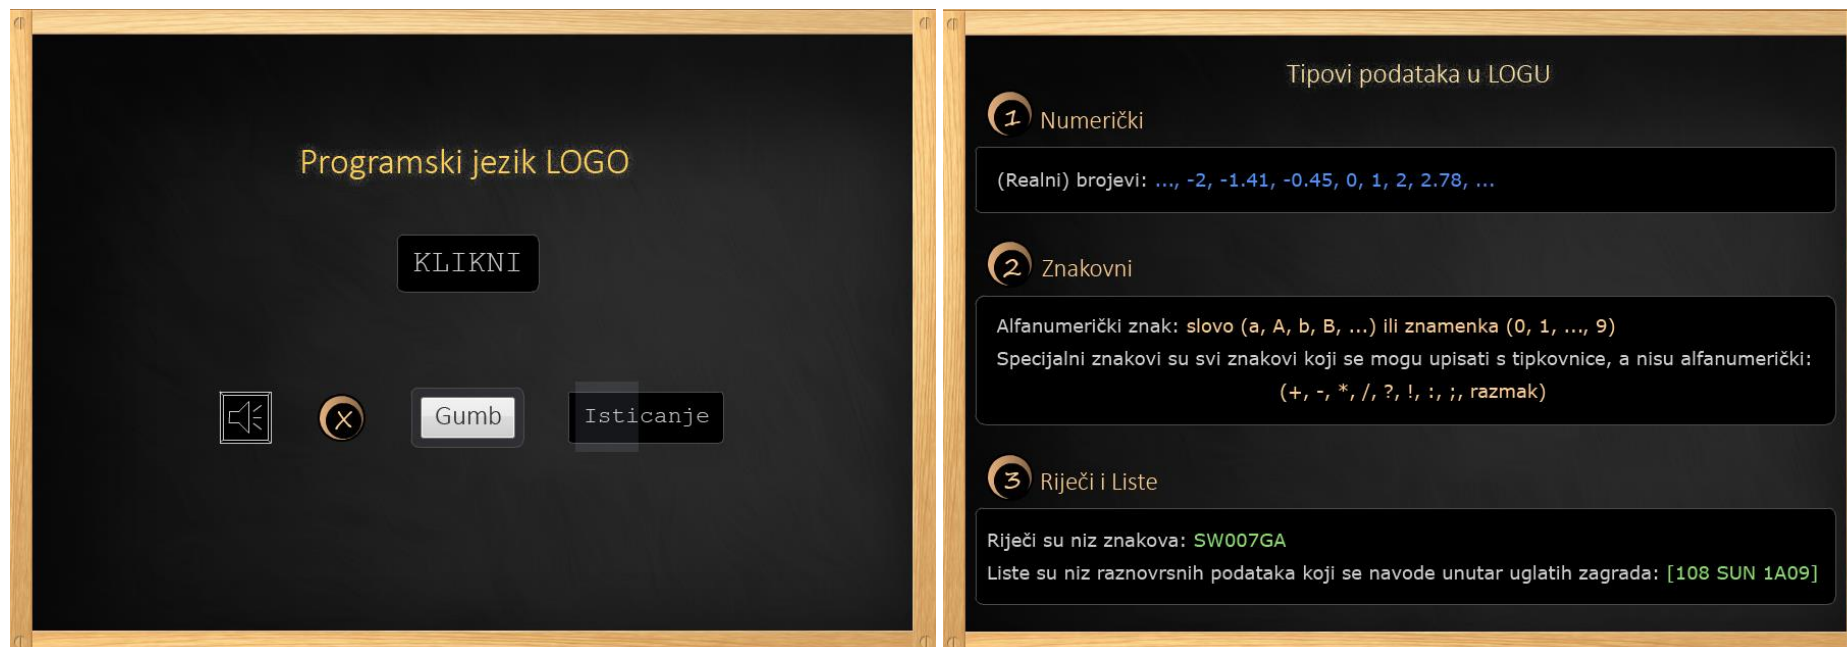 Programski jezik LOGO
KLIKNI
X
Gumb
Isticanje
Tipovi podataka u LOGU
1 Numerički
(Realni) brojevi: ..., -2, -1.41, -0.45, 0, 1, 2, 2.78, ...
2 Znakovni
Alfanumerički znak: slovo (a, A, b, B, ...) ili znamenka (0, 1, ..., 9)
Specijalni znakovi su svi znakovi koji se mogu upisati s tipkovnice, a nisu alfanumerički:
(+, -, *, /, ?, !, :, ;, razmak)
3 Riječi i Liste
Riječi su niz znakova: SW007GA
Liste su niz raznovrsnih podataka koji se navode unutar uglatih zagrada: [108 SUN 1A09]